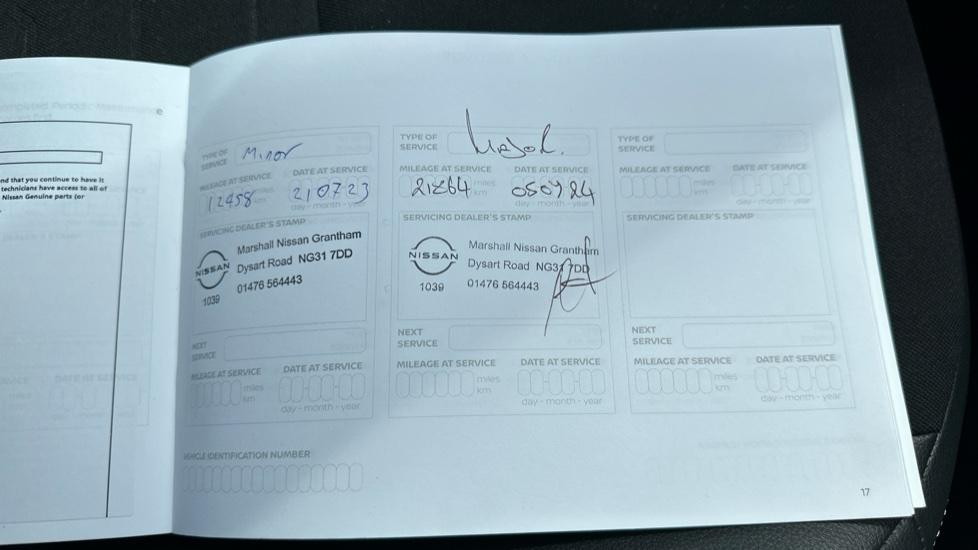 nd that you continue to have it
technicians have access to all of
Nissan Genuine parts (or
TYPE OF
SERVICE
Minor
MILEAGE AT SERVICE
DATE AT SERVICE
12458
miles
km
210723
day - month - year
SERVICING DEALER'S STAMP
NISSAN
1039
Marshall Nissan Grantham
Dysart Road NG31 7DD
01476 564443
NEXT
SERVICE
MILEAGE AT SERVICE
DATE AT SERVICE
miles
km
day - month - year
VEHICLE IDENTIFICATION NUMBER
TYPE OF
SERVICE
Major.
MILEAGE AT SERVICE
DATE AT SERVICE
21864
miles
km
day - month - year
SERVICING DEALER'S STAMP
NISSAN
1039
Marshall Nissan Grantham
Dysart Road NG31 7DD
01476 564443
NEXT
SERVICE
MILEAGE AT SERVICE
DATE AT SERVICE
miles
km
day - month - year
TYPE OF
SERVICE
MILEAGE AT SERVICE
DATE AT SERVICE
miles
km
day - month - year
SERVICING DEALER'S STAMP
NEXT
SERVICE
MILEAGE AT SERVICE
DATE AT SERVICE
miles
km
day - month - year
17